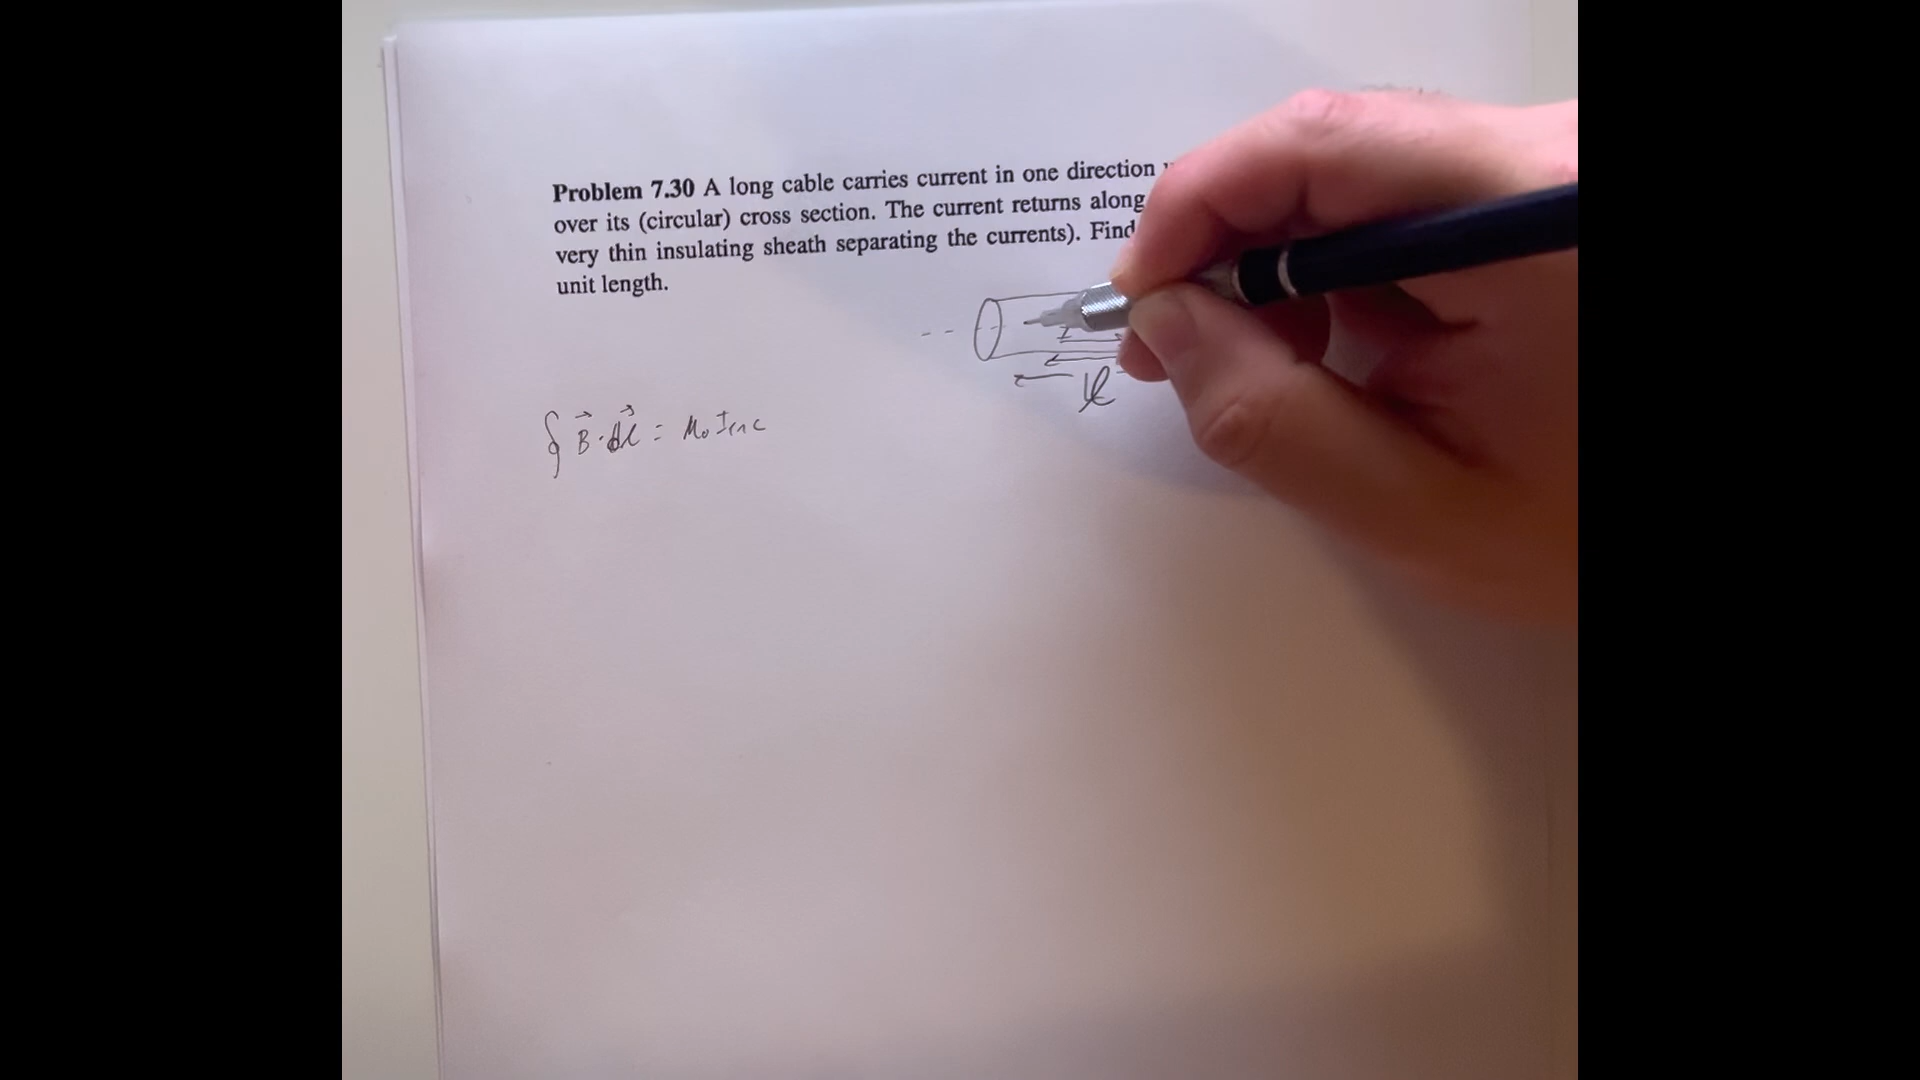 Problem 7.30 A long cable carries current in one direction
over its (circular) cross section. The current returns along
very thin insulating sheath separating the currents). Find
unit length.
I
ℓ
∮ B⃗ · dl⃗ = μ₀ Ienc